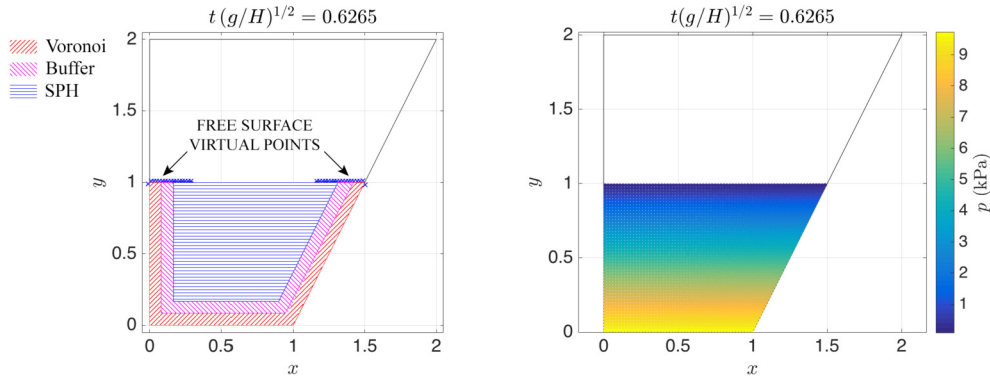 t (g/H)^{1/2} = 0.6265
Voronoi
Buffer
SPH
FREE SURFACE
VIRTUAL POINTS
2
1.5
1
0.5
0
y
0 0.5 1 1.5 2
x
t (g/H)^{1/2} = 0.6265
2
1.5
1
0.5
0
y
0 0.5 1 1.5 2
x
9
8
7
6
5
4
3
2
1
p (kPa)